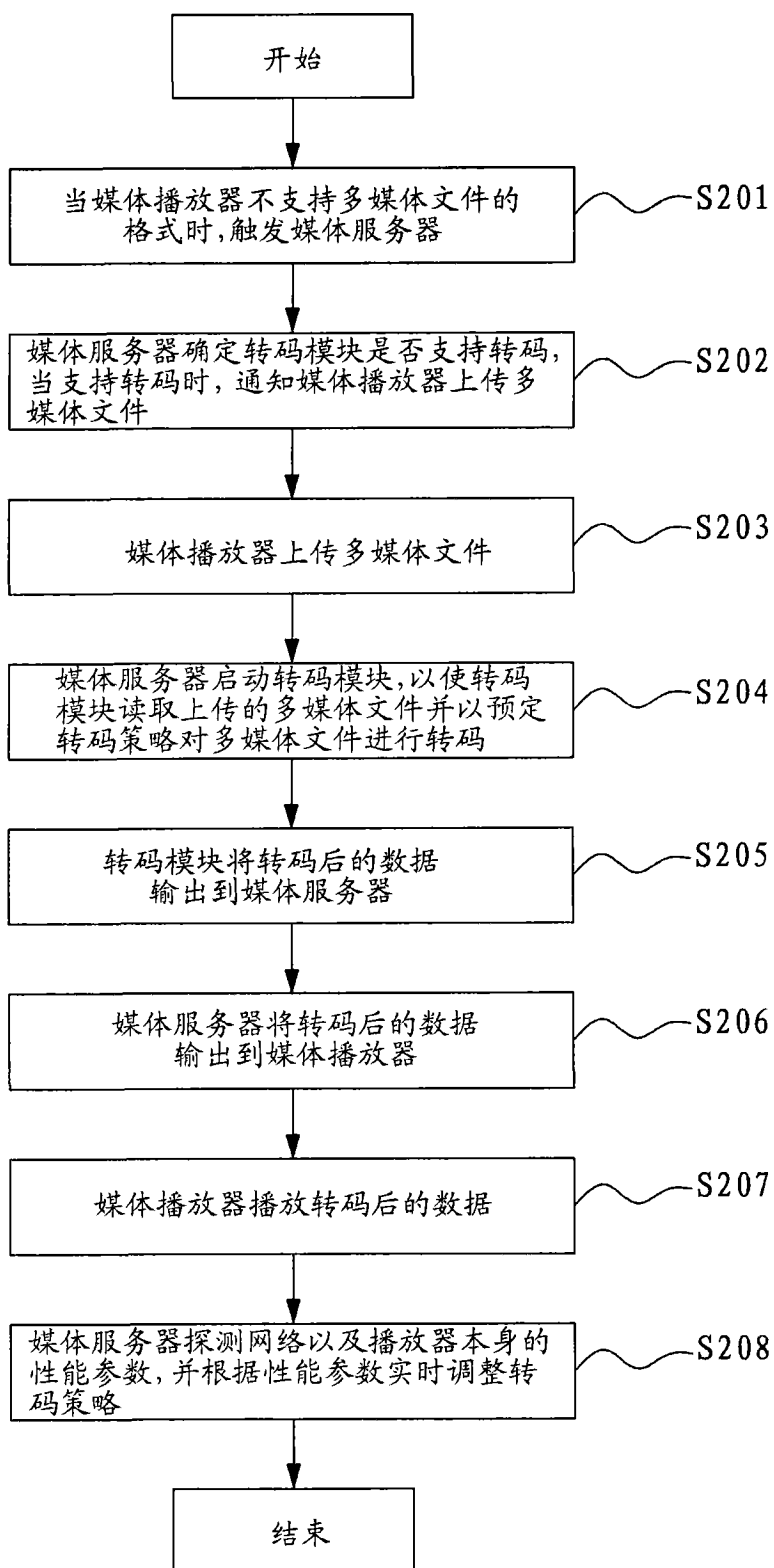 开始
当媒体播放器不支持多媒体文件的
格式时,触发媒体服务器
S201
媒体服务器确定转码模块是否支持转码,
当支持转码时,通知媒体播放器上传多
媒体文件
S202
媒体播放器上传多媒体文件
S203
媒体服务器启动转码模块,以使转码
模块读取上传的多媒体文件并以预定
转码策略对多媒体文件进行转码
S204
转码模块将转码后的数据
输出到媒体服务器
S205
媒体服务器将转码后的数据
输出到媒体播放器
S206
媒体播放器播放转码后的数据
S207
媒体服务器探测网络以及播放器本身的
性能参数,并根据性能参数实时调整转
码策略
S208
结束